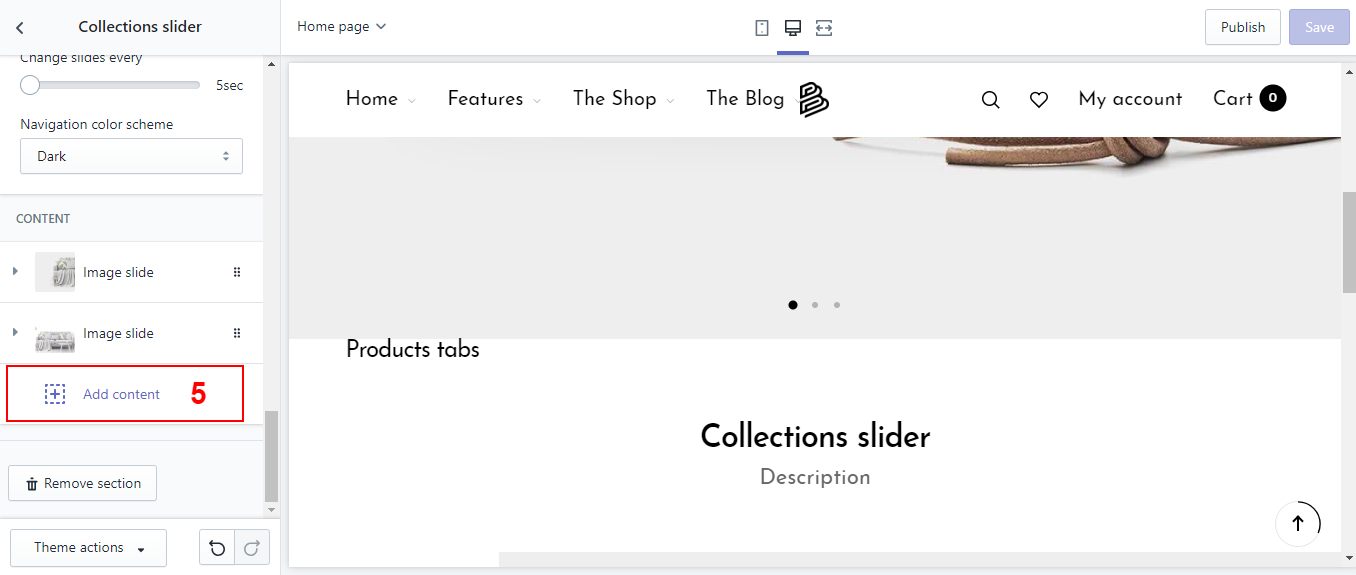 Collections slider
Home page
Publish
Save
Change slides every
5sec
Navigation color scheme
Dark
CONTENT
Image slide
Image slide
Add content
5
Remove section
Theme actions
Home
Features
The Shop
The Blog
My account
Cart
0
Products tabs
Collections slider
Description